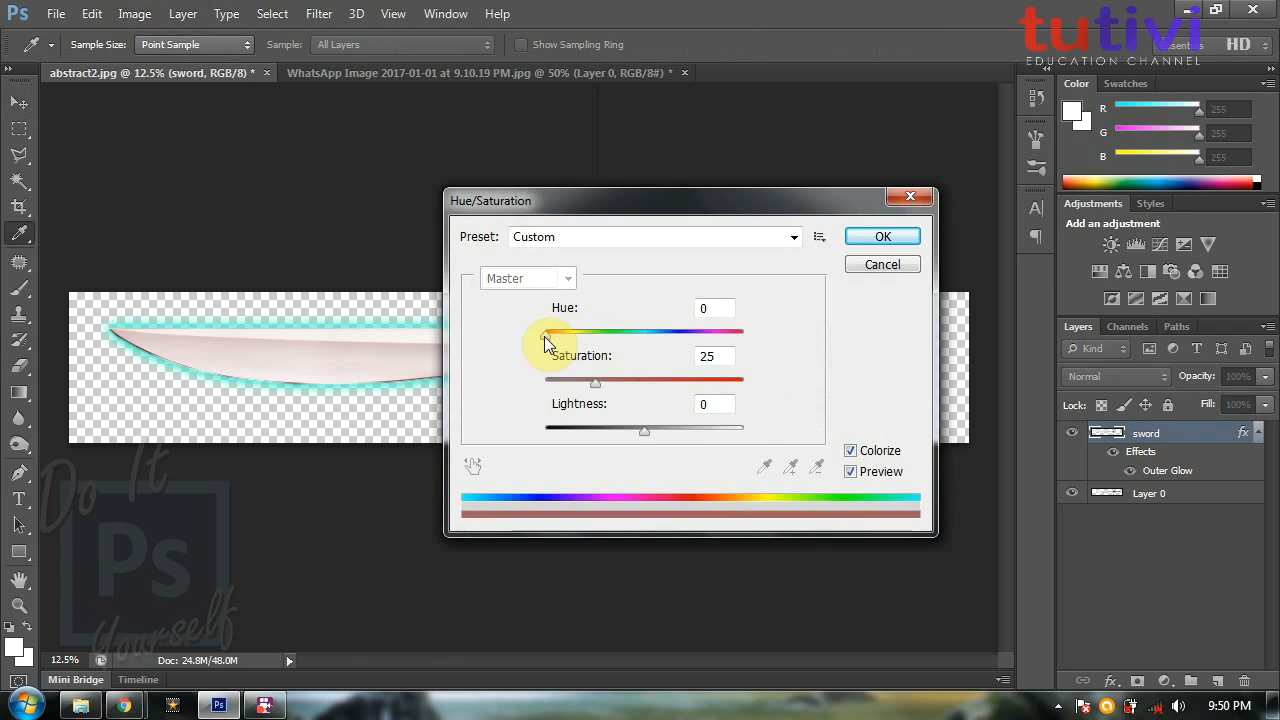 Ps File Edit Image Layer Type Select Filter 3D View Window Help
Sample Size: Point Sample Sample: All Layers Show Sampling Ring
tutivi HD
EDUCATION CHANNEL
abstract2.jpg @ 12.5% (sword, RGB/8) * × WhatsApp Image 2017-01-01 at 9.10.19 PM.jpg @ 50% (Layer 0, RGB/8#) * ×
Color Swatches
R 255
G 255
B 255
Adjustments Styles
Add an adjustment
Hue/Saturation
Preset: Custom OK
Master Cancel
Hue: 0
Saturation: 25
Lightness: 0
Colorize
Preview
Layers Channels Paths
Kind
Normal Opacity: 100%
Lock: Fill: 100%
sword fx
Effects
Outer Glow
Layer 0
Do It
Ps
Yourself
12.5% Doc: 24.8M/48.0M
Mini Bridge Timeline
9:50 PM